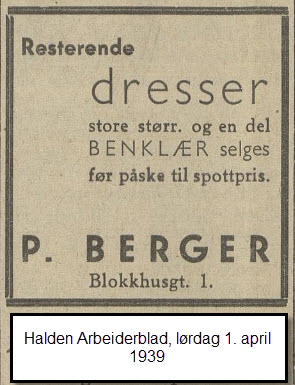 Resterende
dresser
store størr. og en del
BENKLÆR selges
før påske til spottpris.
P. BERGER
Blokkhusgt. 1.
Halden Arbeiderblad, lørdag 1. april
1939